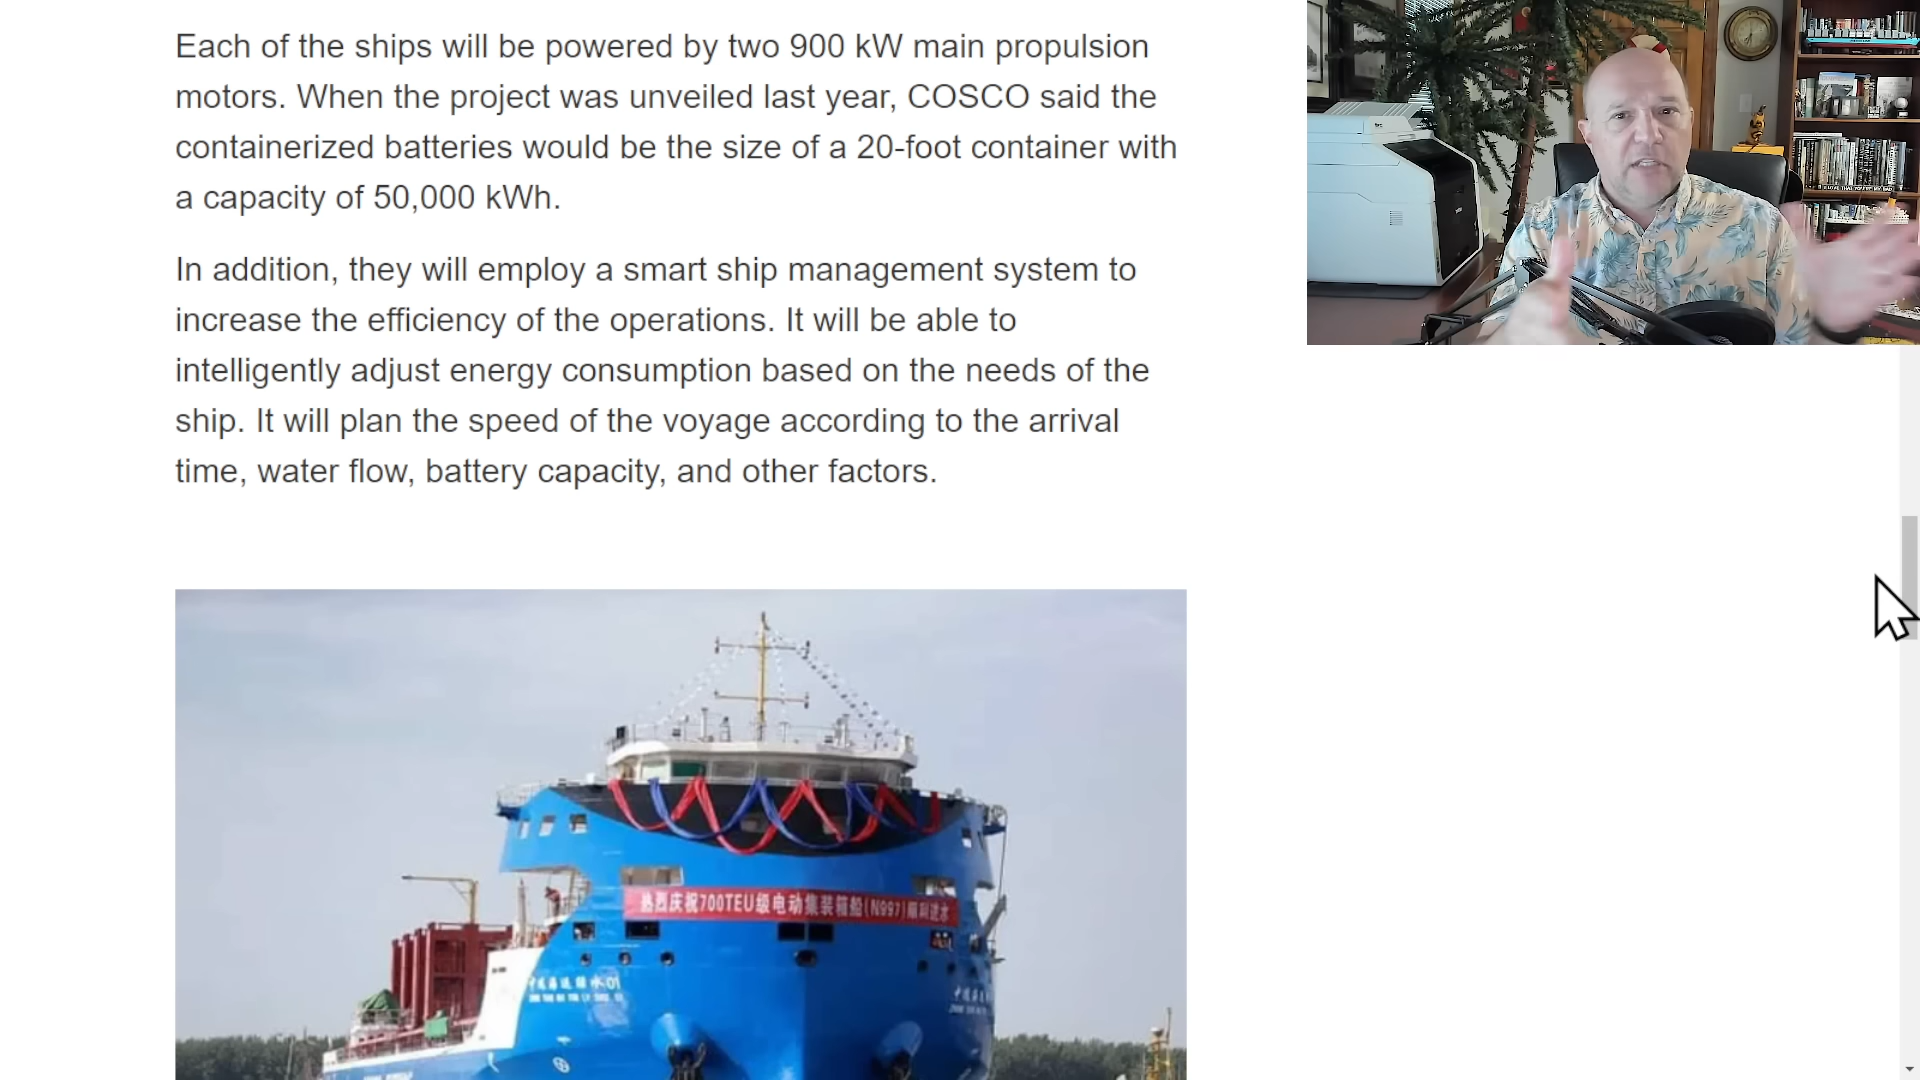 Each of the ships will be powered by two 900 kW main propulsion
motors. When the project was unveiled last year, COSCO said the
containerized batteries would be the size of a 20-foot container with
a capacity of 50,000 kWh.
In addition, they will employ a smart ship management system to
increase the efficiency of the operations. It will be able to
intelligently adjust energy consumption based on the needs of the
ship. It will plan the speed of the voyage according to the arrival
time, water flow, battery capacity, and other factors.
热烈庆祝700TEU级电动集装箱船(N997)顺利进水